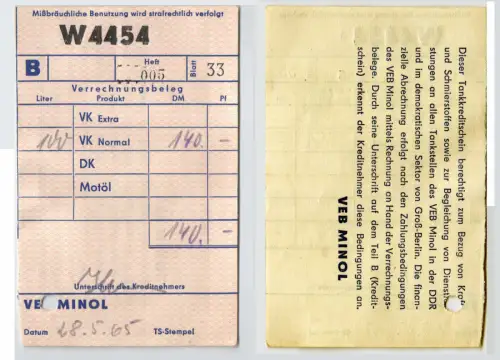 Mißbräuchliche Benutzung wird strafrechtlich verfolgt
W 4454
B Heft 005 Blatt 33
Verrechnungsbeleg
Liter Produkt DM Pf
VK Extra
100 VK Normal 140. -
DK
Motöl
140. -
Unterschrift des Kreditnehmers
VEB MINOL
Datum 28.5.65 TS-Stempel
Dieser Tankkreditschein berechtigt zum Bezug von Kraf
und Schmierstoffen sowie zur Begleichung von Dienstl
stungen an allen Tankstellen des VEB Minol in der DDR
und im demokratischen Sektor von Groß-Berlin. Die finan-
zielle Abrechnung erfolgt nach den Zahlungsbedingungen
des VEB Minol mittels Rechnung an Hand der Verrechnungs-
belege. Durch seine Unterschrift auf dem Teil B (Kredit-
schein) erkennt der Kreditnehmer diese Bedingungen an.
VEB MINOL